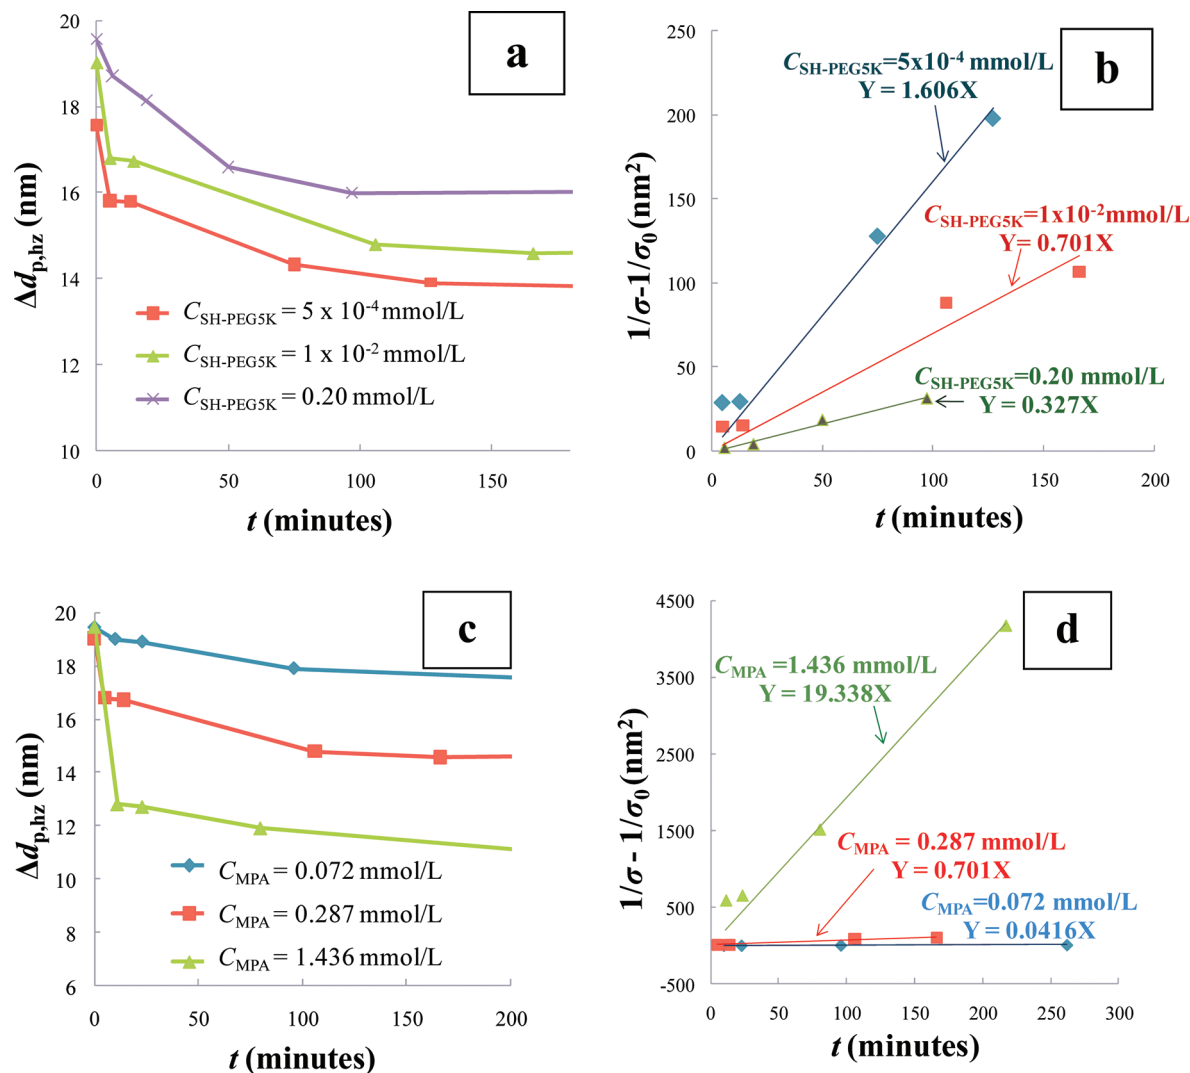 a
20
18
16
14
12
10
Δdp,hz (nm)
CSH-PEG5K = 5 x 10-4 mmol/L
CSH-PEG5K = 1 x 10-2 mmol/L
CSH-PEG5K = 0.20 mmol/L
0 50 100 150
t (minutes)
b
250
200
150
100
50
0
1/σ-1/σ0 (nm2)
CSH-PEG5K=5x10-4 mmol/L
Y = 1.606X
CSH-PEG5K=1x10-2mmol/L
Y= 0.701X
CSH-PEG5K=0.20 mmol/L
Y = 0.327X
0 50 100 150 200
t (minutes)
c
20
18
16
14
12
10
8
6
Δdp,hz (nm)
CMPA = 0.072 mmol/L
CMPA = 0.287 mmol/L
CMPA = 1.436 mmol/L
0 50 100 150 200
t (minutes)
d
4500
3500
2500
1500
500
-500
1/σ - 1/σ0 (nm2)
CMPA =1.436 mmol/L
Y = 19.338X
CMPA = 0.287 mmol/L
Y = 0.701X
CMPA=0.072 mmol/L
Y = 0.0416X
0 50 100 150 200 250 300
t (minutes)